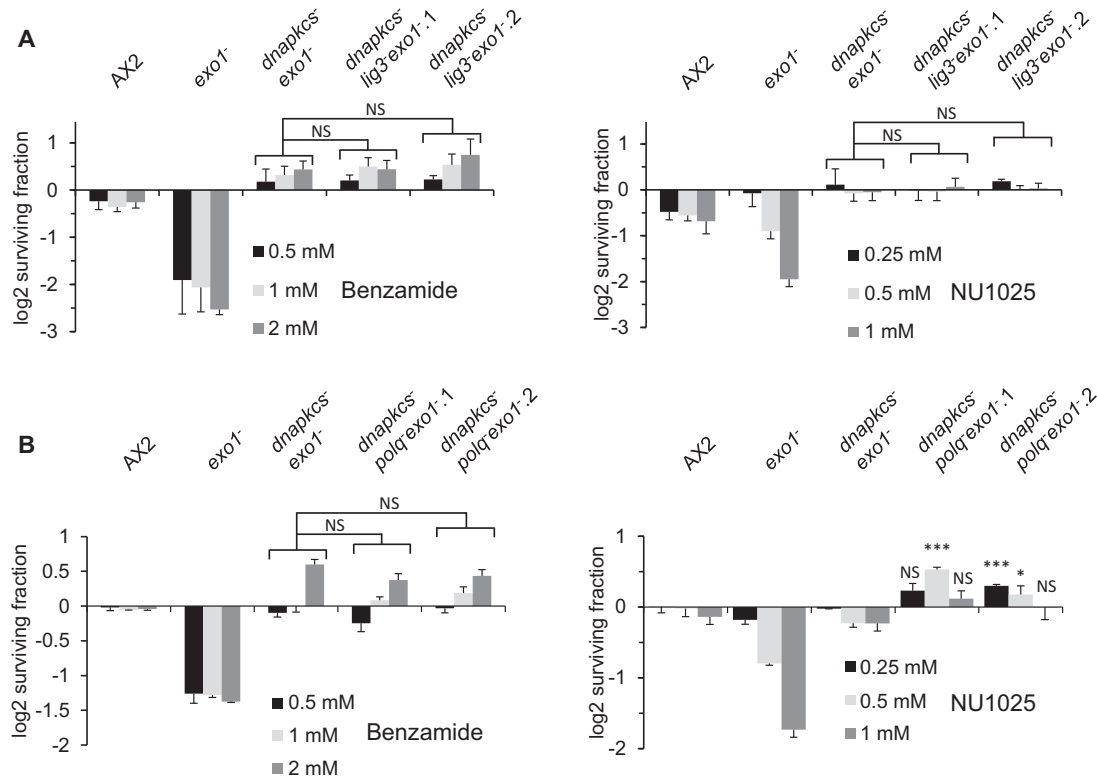 A
AX2
exo1-
dnapkcs-
exo1-
dnapkcs-
lig3-exo1-.1
dnapkcs-
lig3-exo1-.2
NS
NS
log2 surviving fraction
1
0
-1
-2
-3
0.5 mM
1 mM
2 mM
Benzamide
AX2
exo1-
dnapkcs-
exo1-
dnapkcs-
lig3-exo1-.1
dnapkcs-
lig3-exo1-.2
NS
NS
log2 surviving fraction
1
0
-1
-2
-3
0.25 mM
0.5 mM
1 mM
NU1025
B
AX2
exo1-
dnapkcs-
exo1-
dnapkcs-
polq-exo1-.1
dnapkcs-
polq-exo1-.2
NS
NS
log2 surviving fraction
1
0.5
0
-0.5
-1
-1.5
-2
0.5 mM
1 mM
2 mM
Benzamide
AX2
exo1-
dnapkcs-
exo1-
dnapkcs-
polq-exo1-.1
dnapkcs-
polq-exo1-.2
NS *** NS *** * NS
log2 surviving fraction
1
0
-1
-2
0.25 mM
0.5 mM
1 mM
NU1025